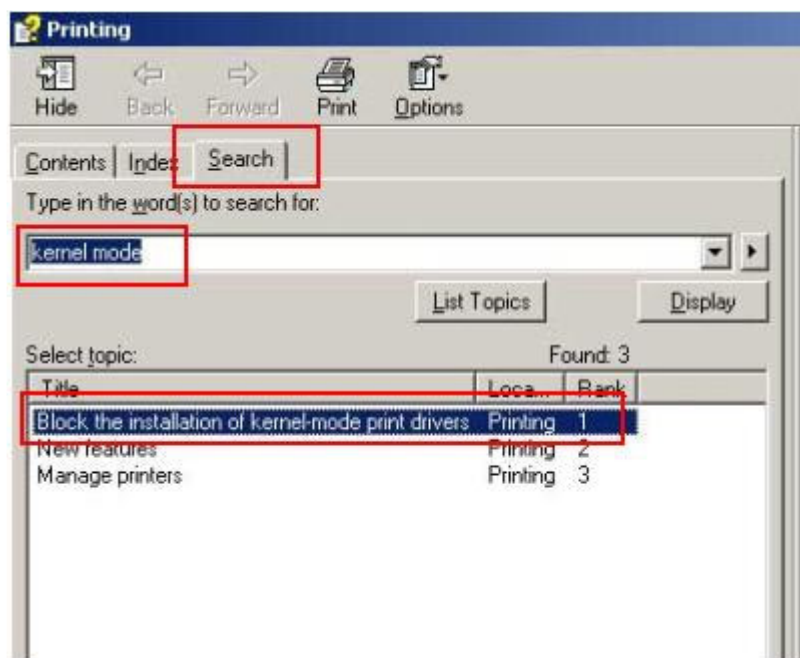 Printing
Hide Back Forward Print Options
Contents Index Search
Type in the word(s) to search for:
kernel mode
List Topics Display
Select topic: Found: 3
Title Loca... Rank
Block the installation of kernel-mode print drivers Printing 1
New features Printing 2
Manage printers Printing 3